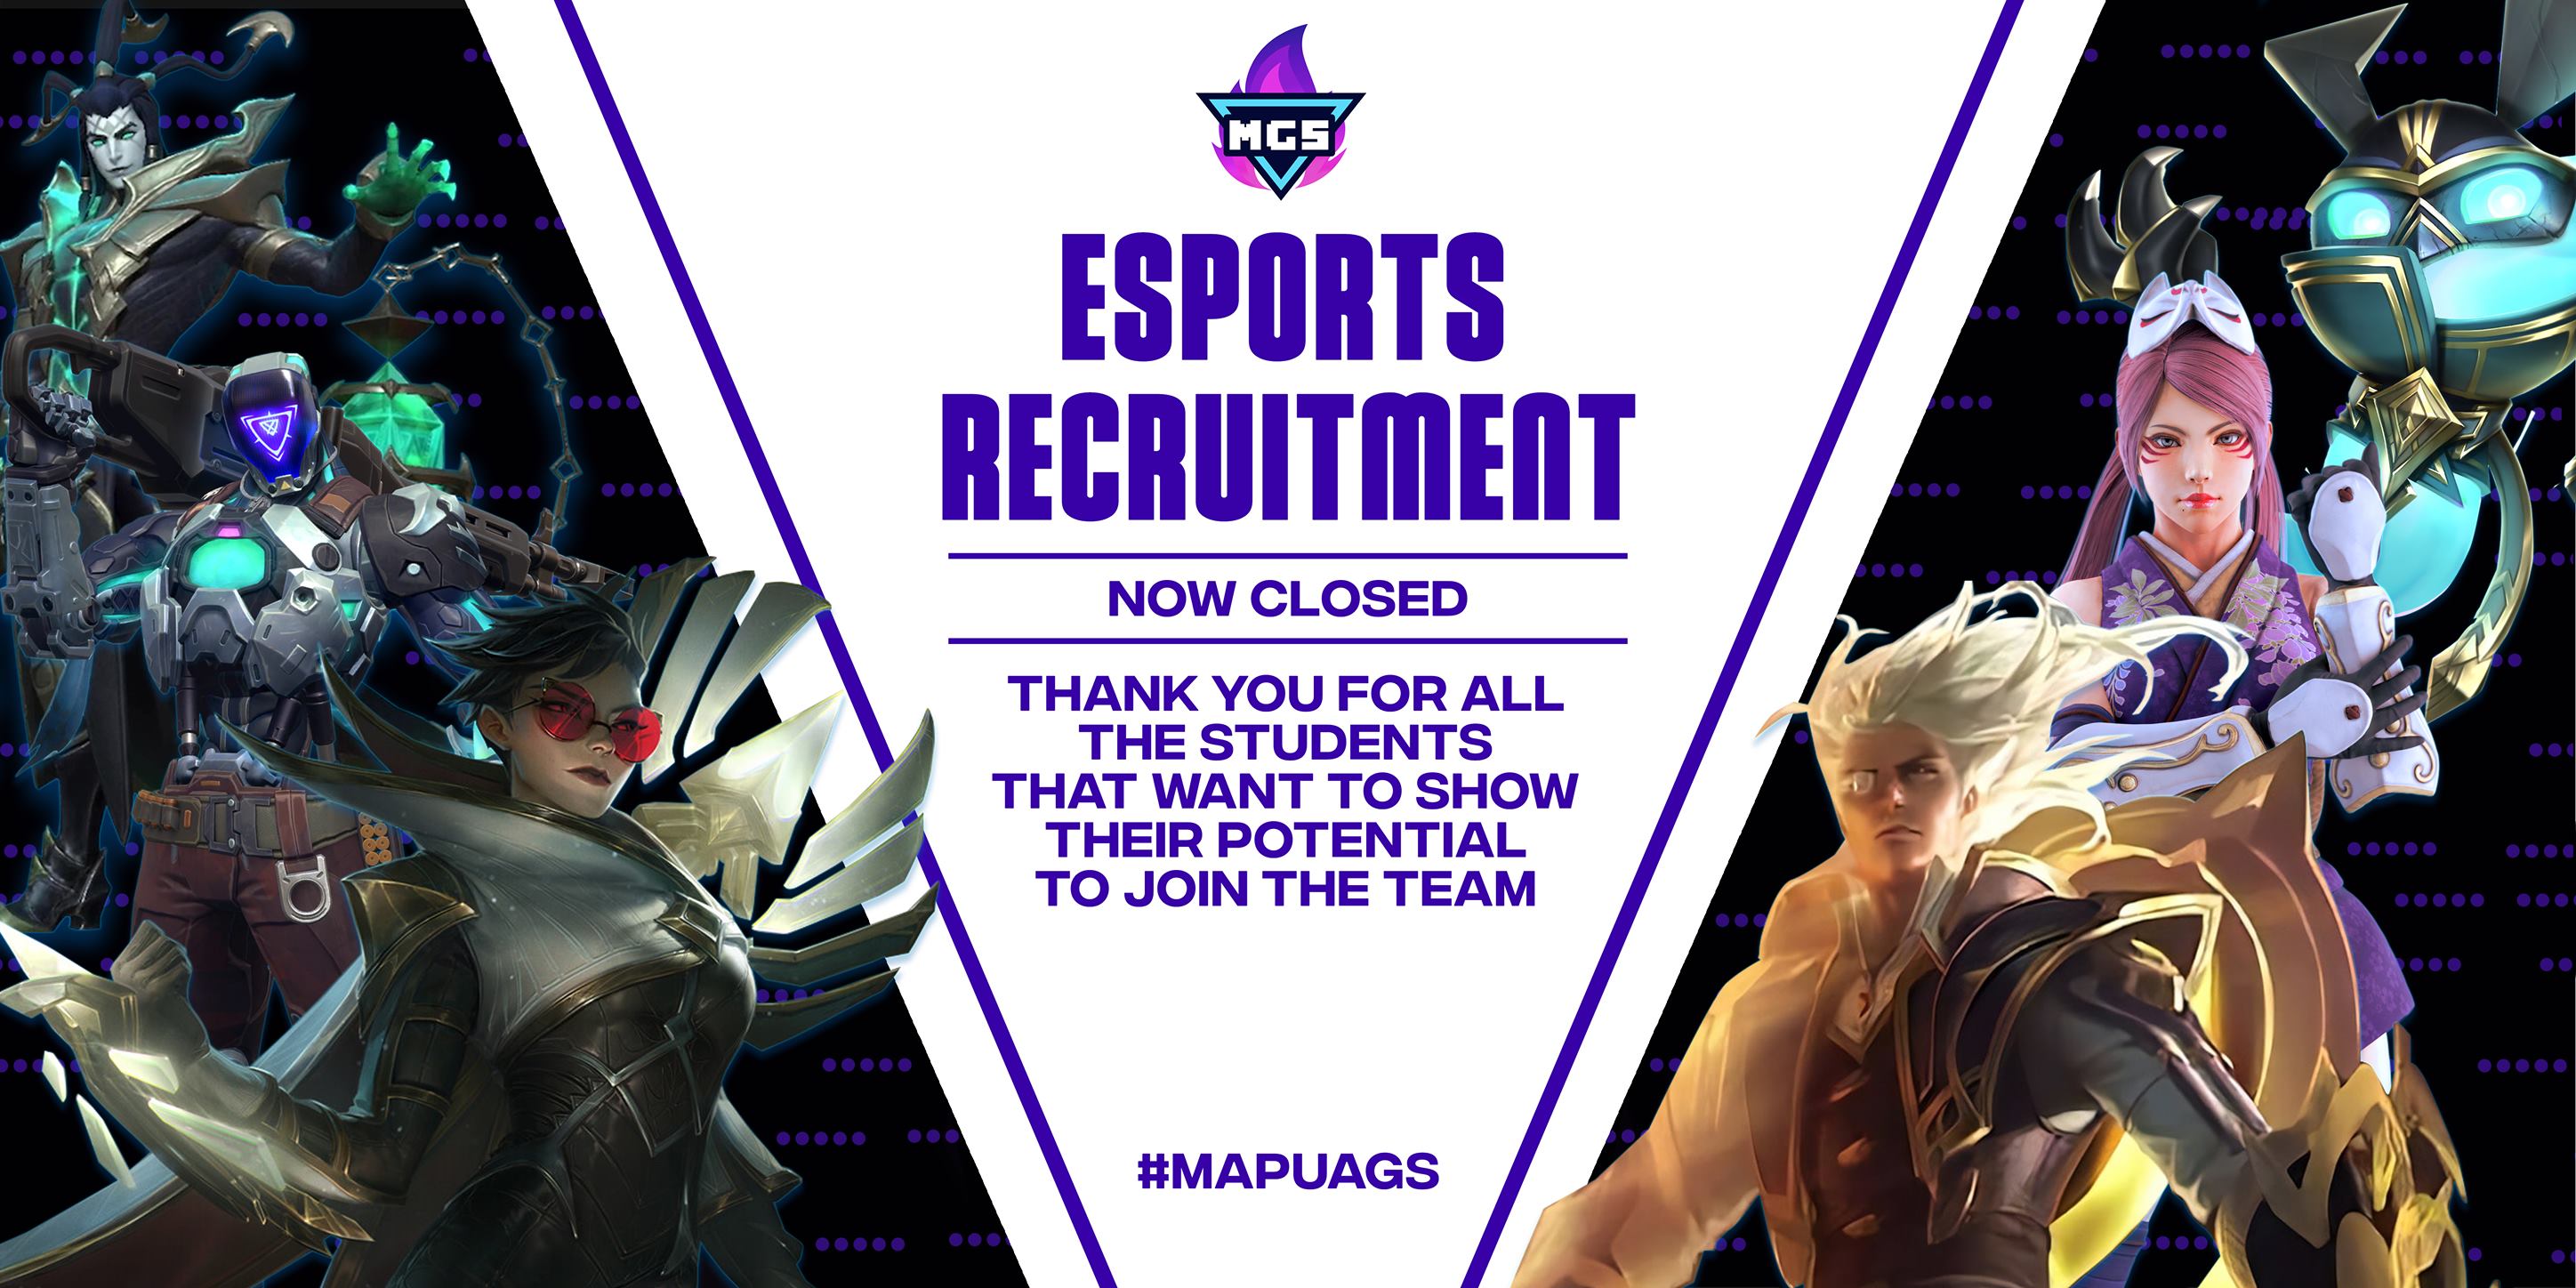 MGS
ESPORTS
RECRUITMENT
NOW CLOSED
THANK YOU FOR ALL
THE STUDENTS
THAT WANT TO SHOW
THEIR POTENTIAL
TO JOIN THE TEAM
#MAPUAGS